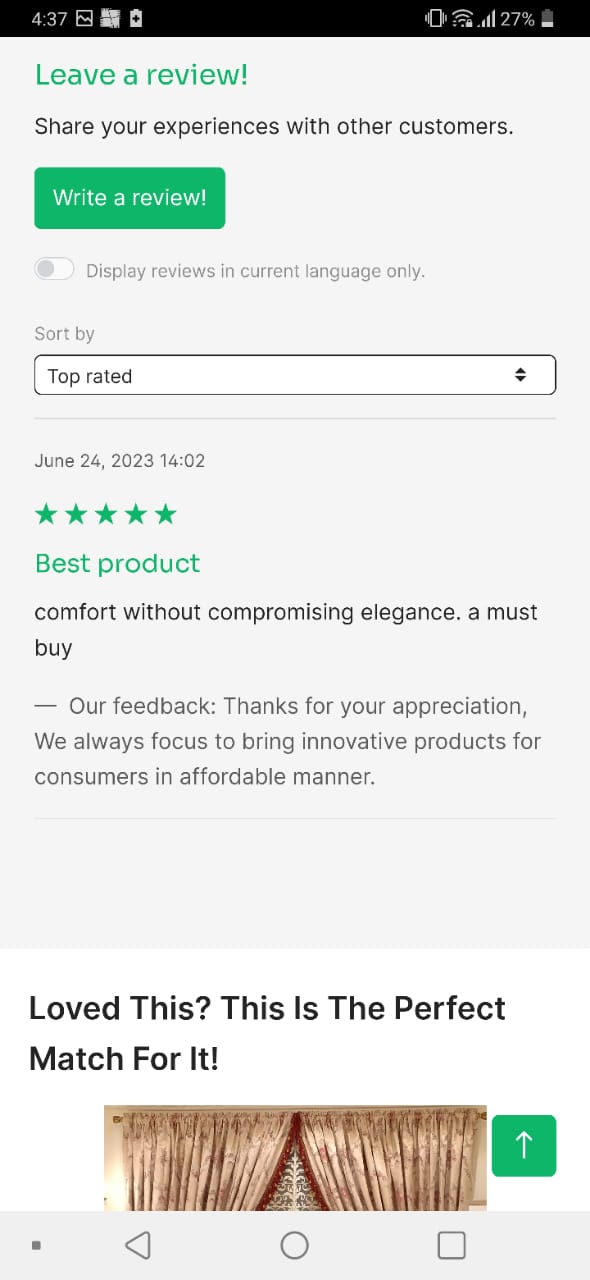 4:37
27%
Leave a review!
Share your experiences with other customers.
Write a review!
Display reviews in current language only.
Sort by
Top rated
June 24, 2023 14:02
Best product
comfort without compromising elegance. a must
buy
— Our feedback: Thanks for your appreciation,
We always focus to bring innovative products for
consumers in affordable manner.
Loved This? This Is The Perfect
Match For It!